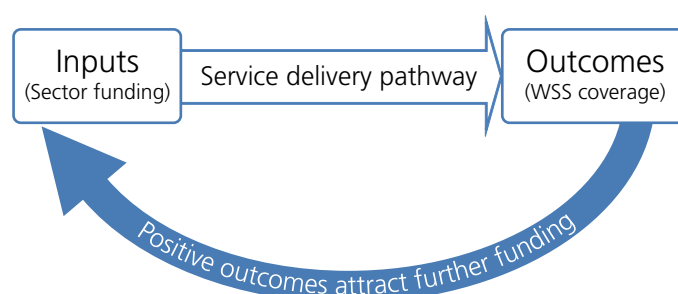 Inputs
(Sector funding)
Service delivery pathway
Outcomes
(WSS coverage)
Positive outcomes attract further funding